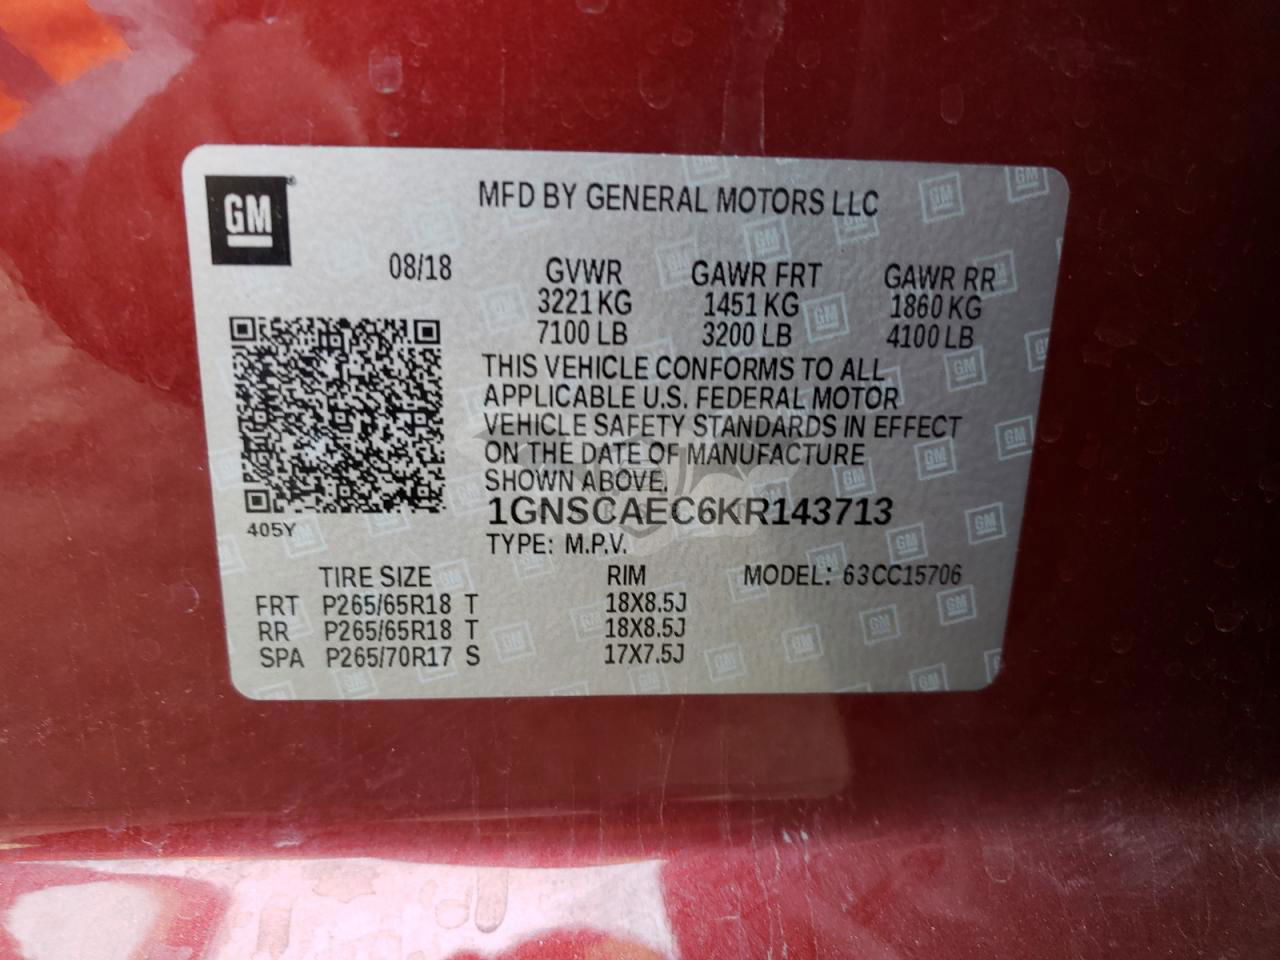 GM
MFD BY GENERAL MOTORS LLC
08/18 GVWR GAWR FRT GAWR RR
3221 KG 1451 KG 1860 KG
7100 LB 3200 LB 4100 LB
THIS VEHICLE CONFORMS TO ALL
APPLICABLE U.S. FEDERAL MOTOR
VEHICLE SAFETY STANDARDS IN EFFECT
ON THE DATE OF MANUFACTURE
SHOWN ABOVE.
1GNSCAEC6KR143713
405Y
TYPE: M.P.V.
TIRE SIZE RIM MODEL: 63CC15706
FRT P265/65R18 T 18X8.5J
RR P265/65R18 T 18X8.5J
SPA P265/70R17 S 17X7.5J